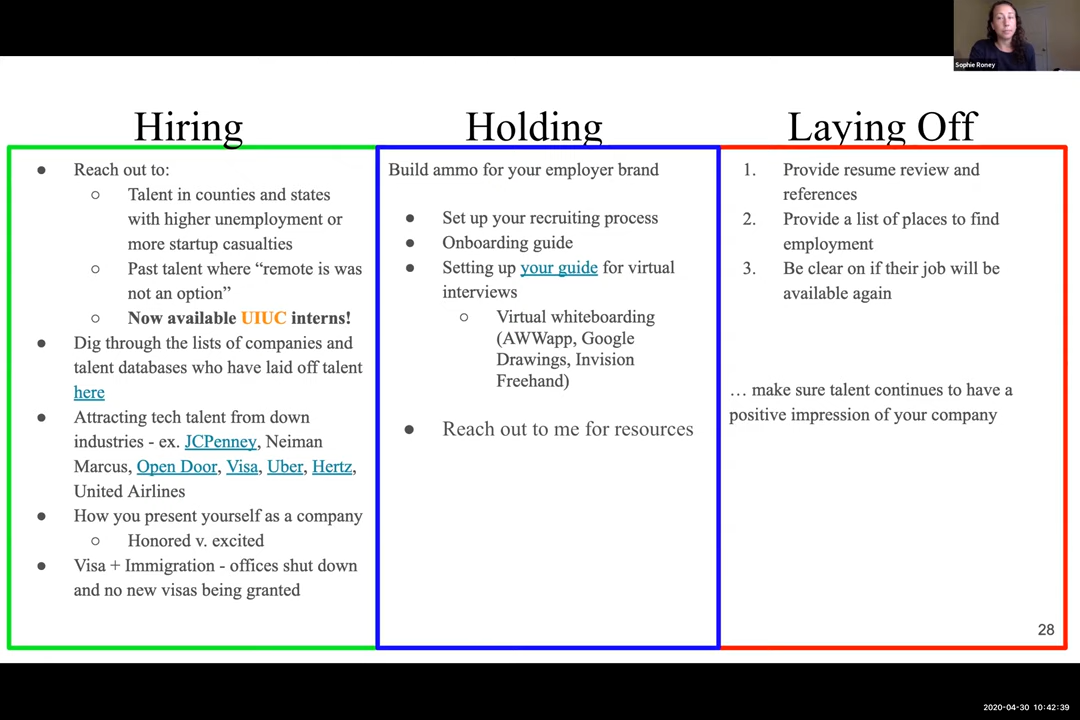 Sophie Roney
Hiring
Reach out to:
Talent in counties and states
with higher unemployment or
more startup casualties
Past talent where “remote is was
not an option”
Now available UIUC interns!
Dig through the lists of companies and
talent databases who have laid off talent
here
Attracting tech talent from down
industries - ex. JCPenney, Neiman
Marcus, Open Door, Visa, Uber, Hertz,
United Airlines
How you present yourself as a company
Honored v. excited
Visa + Immigration - offices shut down
and no new visas being granted
Holding
Build ammo for your employer brand
Set up your recruiting process
Onboarding guide
Setting up your guide for virtual
interviews
Virtual whiteboarding
(AWWapp, Google
Drawings, Invision
Freehand)
Reach out to me for resources
Laying Off
1. Provide resume review and
references
2. Provide a list of places to find
employment
3. Be clear on if their job will be
available again
… make sure talent continues to have a
positive impression of your company
28
2020-04-30 10:42:39